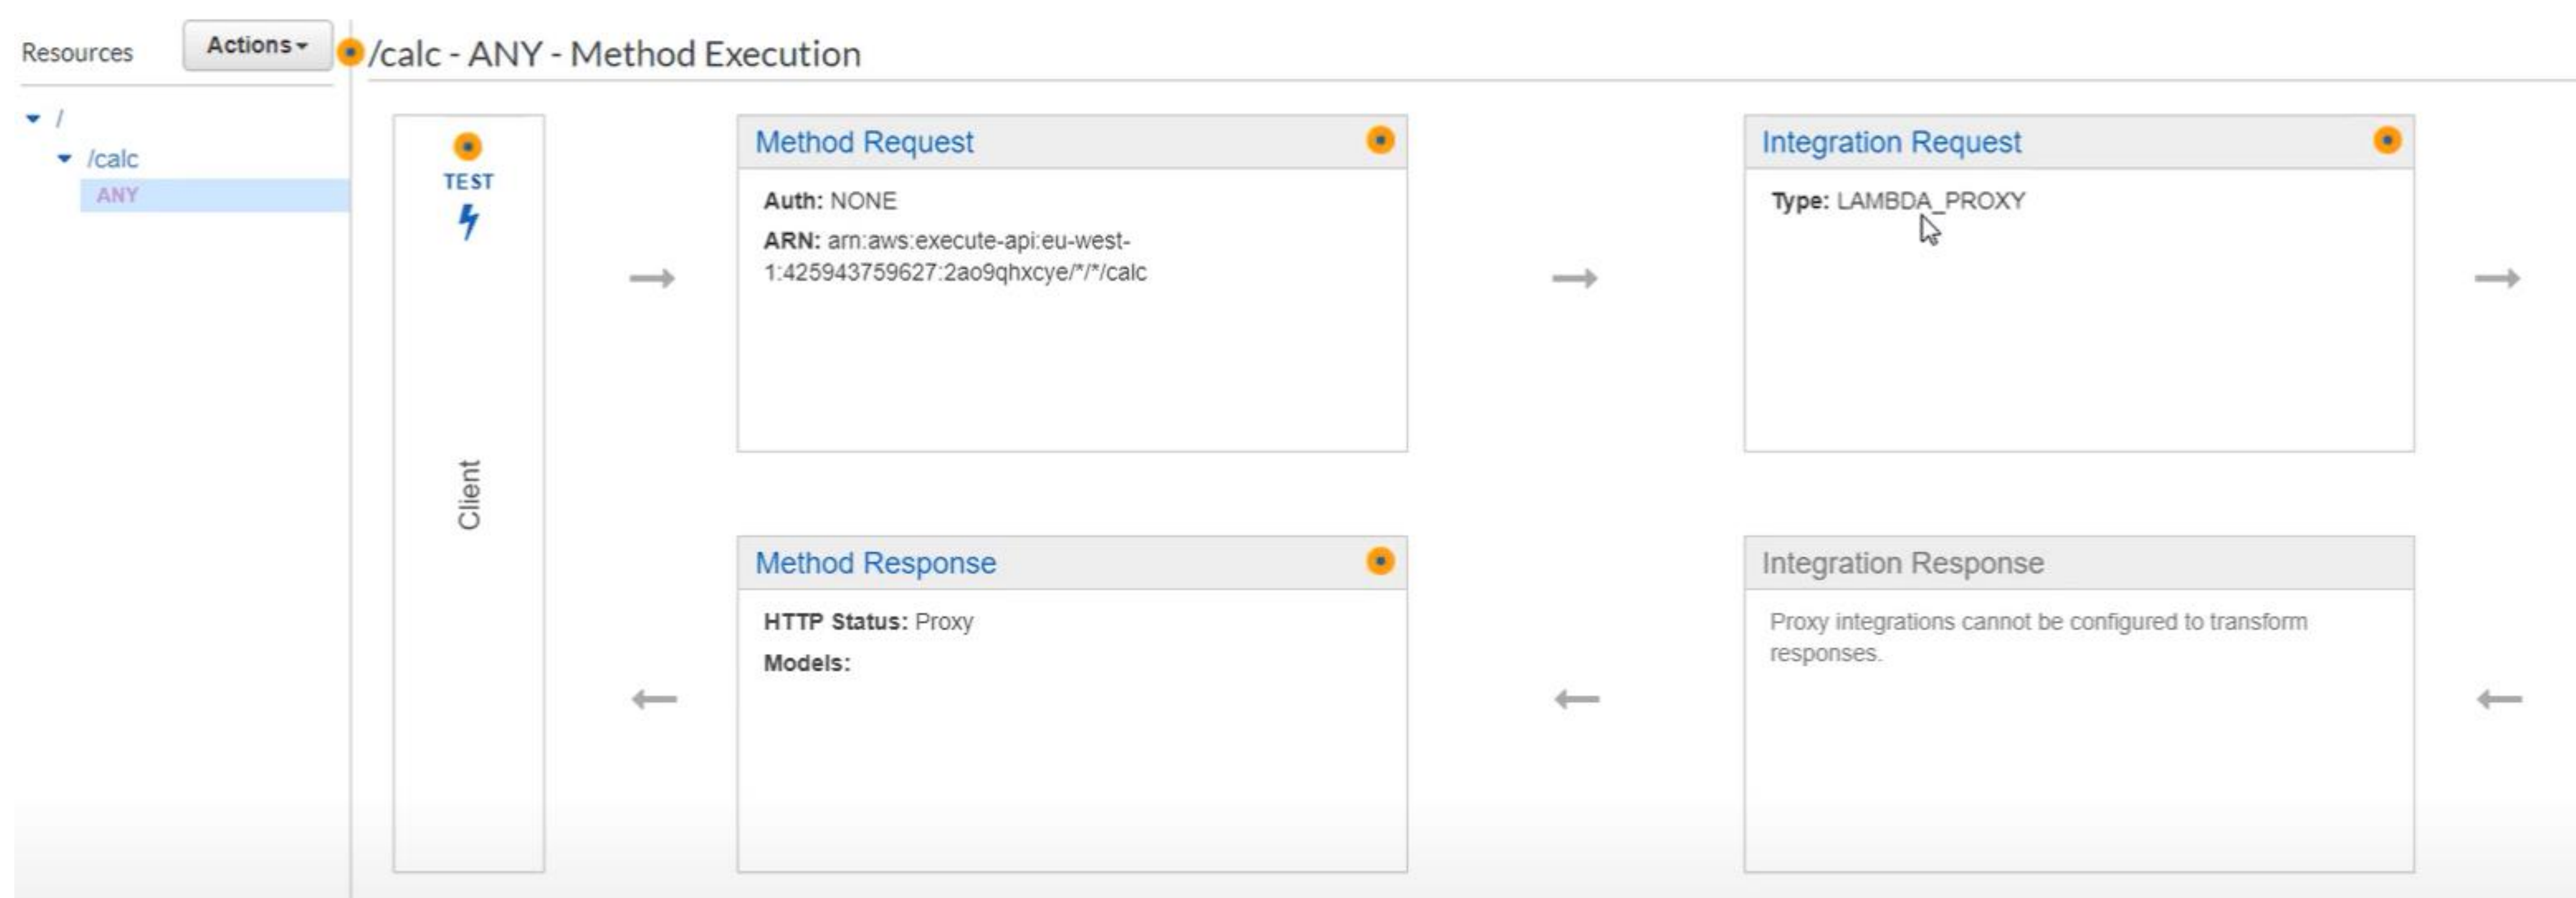 Resources
Actions
/calc - ANY - Method Execution
/
/calc
ANY
TEST
Client
Method Request
Auth: NONE
ARN: arn:aws:execute-api:eu-west-
1:425943759627:2ao9qhxcye/*/*/calc
Integration Request
Type: LAMBDA_PROXY
Method Response
HTTP Status: Proxy
Models:
Integration Response
Proxy integrations cannot be configured to transform
responses.